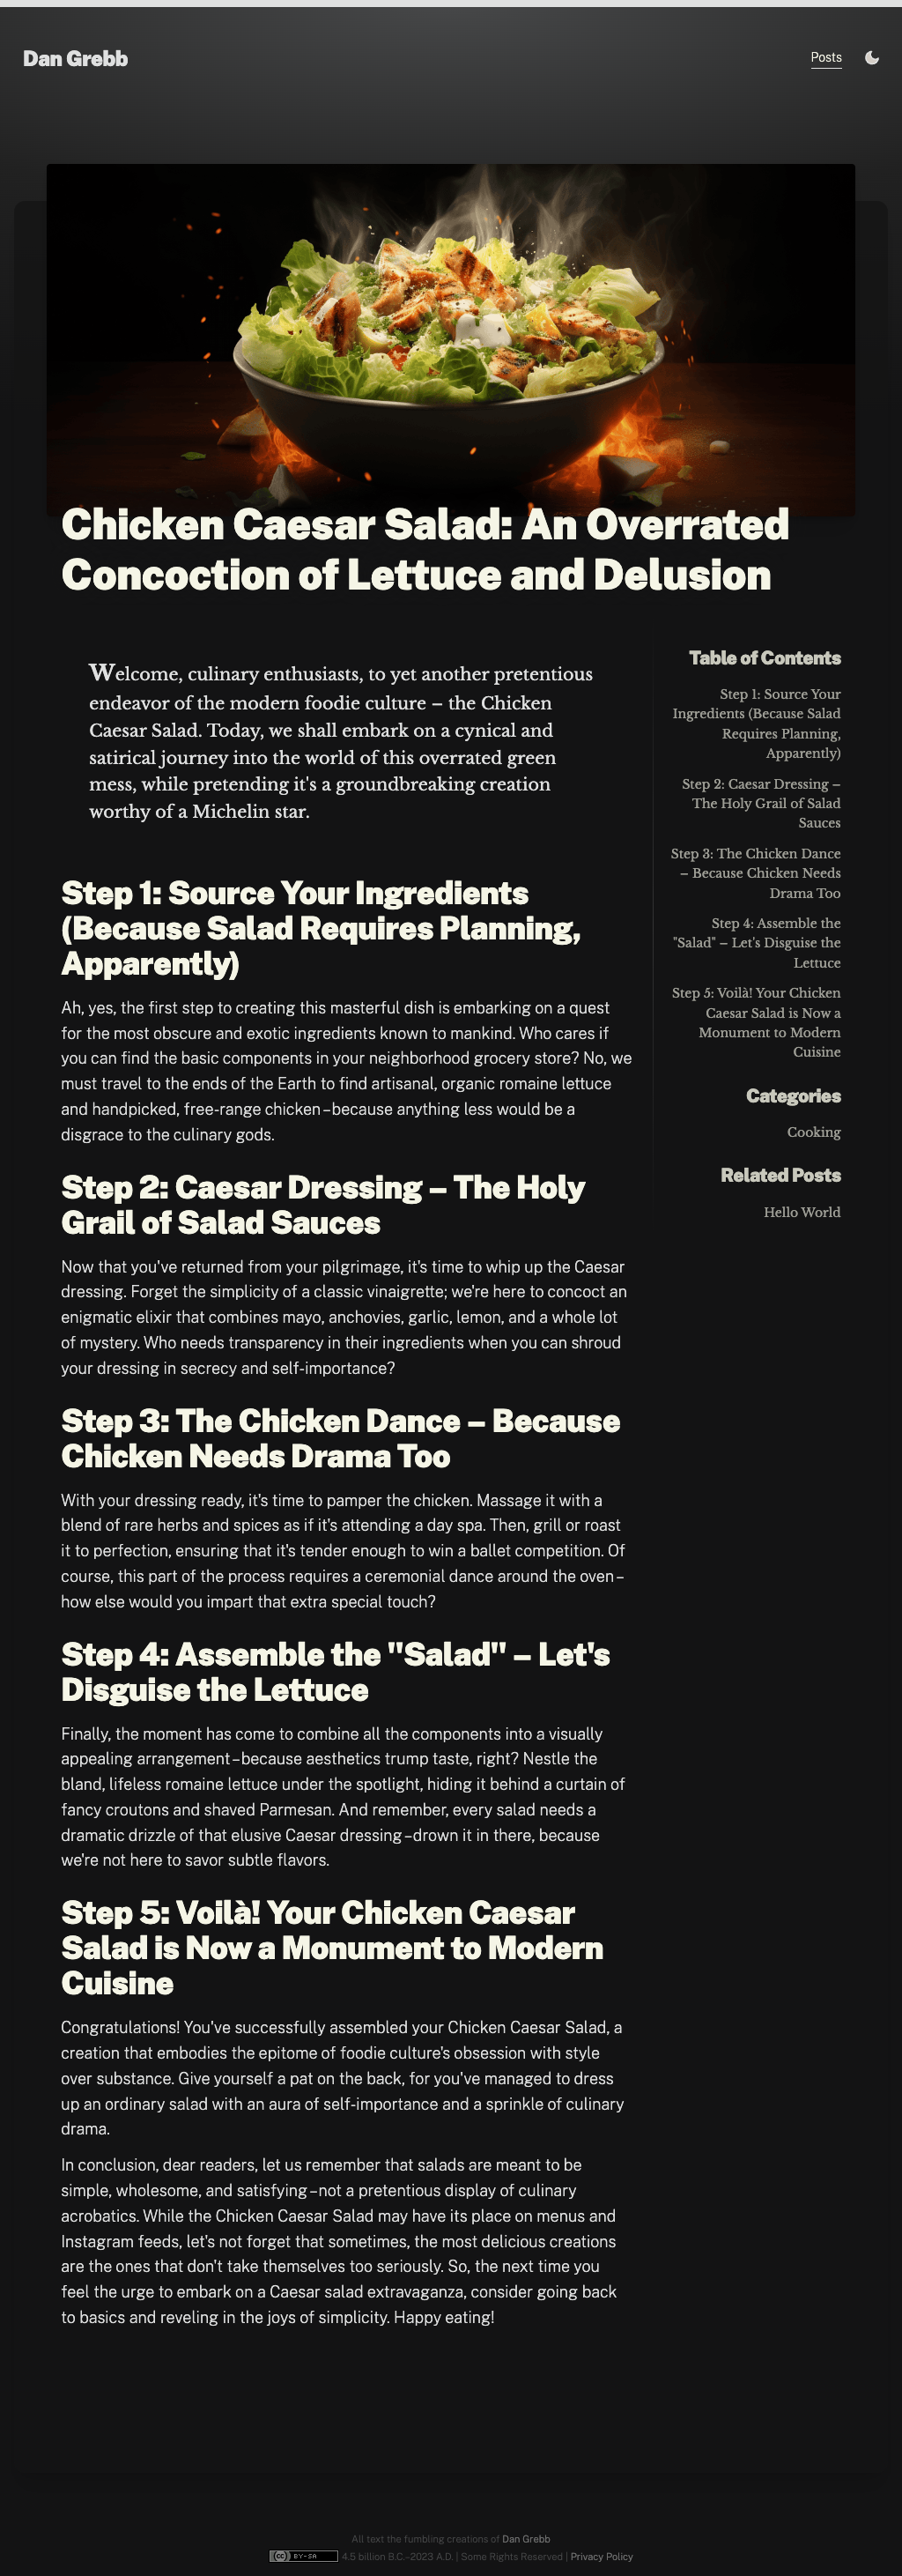 Dan Grebb
Posts
Chicken Caesar Salad: An Overrated
Concoction of Lettuce and Delusion
Welcome, culinary enthusiasts, to yet another pretentious
endeavor of the modern foodie culture – the Chicken
Caesar Salad. Today, we shall embark on a cynical and
satirical journey into the world of this overrated green
mess, while pretending it's a groundbreaking creation
worthy of a Michelin star.
Step 1: Source Your Ingredients
(Because Salad Requires Planning,
Apparently)
Ah, yes, the first step to creating this masterful dish is embarking on a quest
for the most obscure and exotic ingredients known to mankind. Who cares if
you can find the basic components in your neighborhood grocery store? No, we
must travel to the ends of the Earth to find artisanal, organic romaine lettuce
and handpicked, free-range chicken – because anything less would be a
disgrace to the culinary gods.
Step 2: Caesar Dressing – The Holy
Grail of Salad Sauces
Now that you've returned from your pilgrimage, it's time to whip up the Caesar
dressing. Forget the simplicity of a classic vinaigrette; we're here to concoct an
enigmatic elixir that combines mayo, anchovies, garlic, lemon, and a whole lot
of mystery. Who needs transparency in their ingredients when you can shroud
your dressing in secrecy and self-importance?
Step 3: The Chicken Dance – Because
Chicken Needs Drama Too
With your dressing ready, it's time to pamper the chicken. Massage it with a
blend of rare herbs and spices as if it's attending a day spa. Then, grill or roast
it to perfection, ensuring that it's tender enough to win a ballet competition. Of
course, this part of the process requires a ceremonial dance around the oven –
how else would you impart that extra special touch?
Step 4: Assemble the "Salad" – Let's
Disguise the Lettuce
Finally, the moment has come to combine all the components into a visually
appealing arrangement – because aesthetics trump taste, right? Nestle the
bland, lifeless romaine lettuce under the spotlight, hiding it behind a curtain of
fancy croutons and shaved Parmesan. And remember, every salad needs a
dramatic drizzle of that elusive Caesar dressing – drown it in there, because
we're not here to savor subtle flavors.
Step 5: Voilà! Your Chicken Caesar
Salad is Now a Monument to Modern
Cuisine
Congratulations! You've successfully assembled your Chicken Caesar Salad, a
creation that embodies the epitome of foodie culture's obsession with style
over substance. Give yourself a pat on the back, for you've managed to dress
up an ordinary salad with an aura of self-importance and a sprinkle of culinary
drama.
In conclusion, dear readers, let us remember that salads are meant to be
simple, wholesome, and satisfying – not a pretentious display of culinary
acrobatics. While the Chicken Caesar Salad may have its place on menus and
Instagram feeds, let's not forget that sometimes, the most delicious creations
are the ones that don't take themselves too seriously. So, the next time you
feel the urge to embark on a Caesar salad extravaganza, consider going back
to basics and reveling in the joys of simplicity. Happy eating!
Table of Contents
Step 1: Source Your
Ingredients (Because Salad
Requires Planning,
Apparently)
Step 2: Caesar Dressing –
The Holy Grail of Salad
Sauces
Step 3: The Chicken Dance
– Because Chicken Needs
Drama Too
Step 4: Assemble the
"Salad" – Let's Disguise the
Lettuce
Step 5: Voilà! Your Chicken
Caesar Salad is Now a
Monument to Modern
Cuisine
Categories
Cooking
Related Posts
Hello World
All text the fumbling creations of Dan Grebb
cc BY-SA 4.5 billion B.C.–2023 A.D. | Some Rights Reserved | Privacy Policy